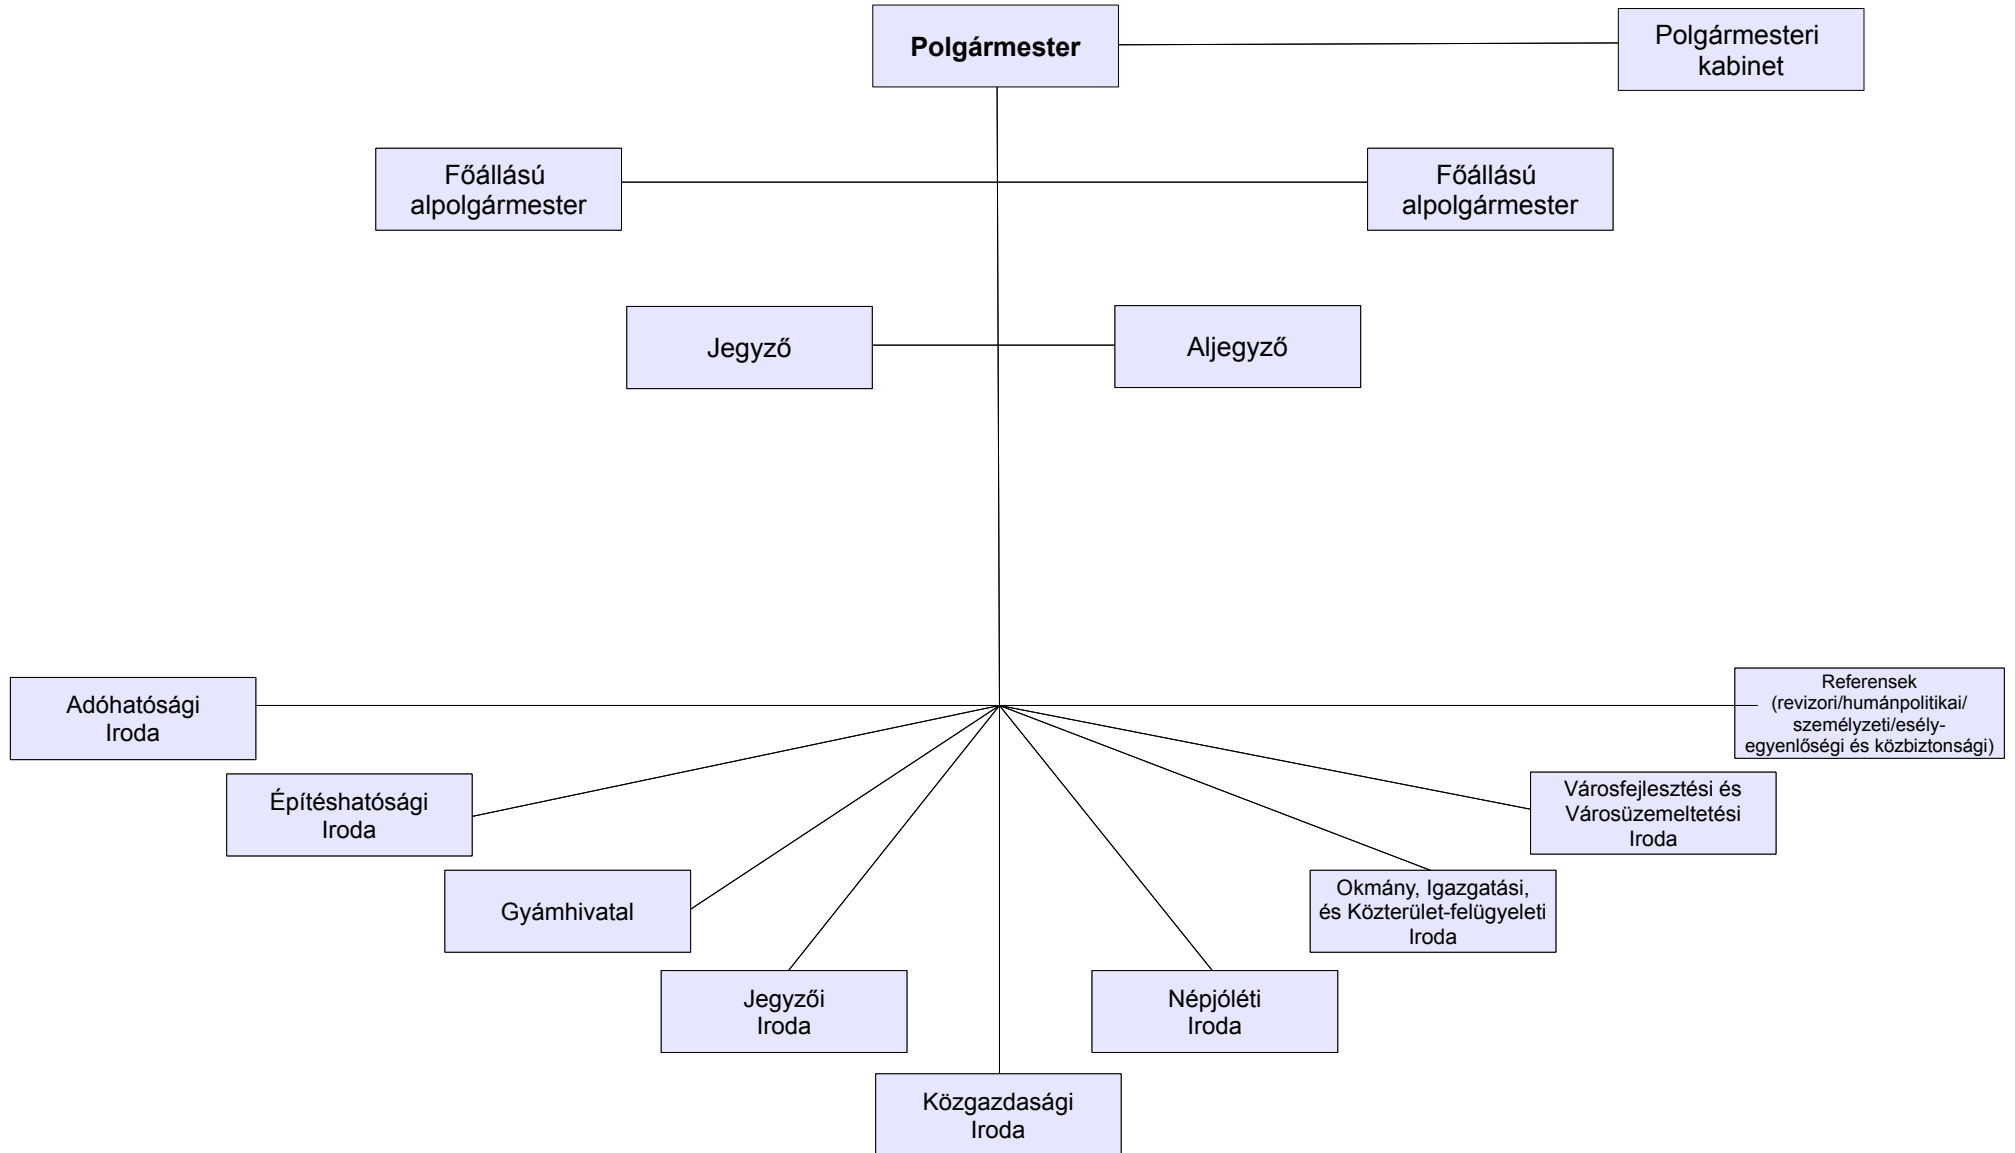 Polgármester
Polgármesteri
kabinet
Főállású
alpolgármester
Főállású
alpolgármester
Jegyző
Aljegyző
Adóhatósági
Iroda
Referensek
(revizori/humánpolitikai/
személyzeti/esély-
egyenlőségi és közbiztonsági)
Építéshatósági
Iroda
Városfejlesztési és
Városüzemeltetési
Iroda
Gyámhivatal
Okmány, Igazgatási,
és Közterület-felügyeleti
Iroda
Jegyzői
Iroda
Népjóléti
Iroda
Közgazdasági
Iroda